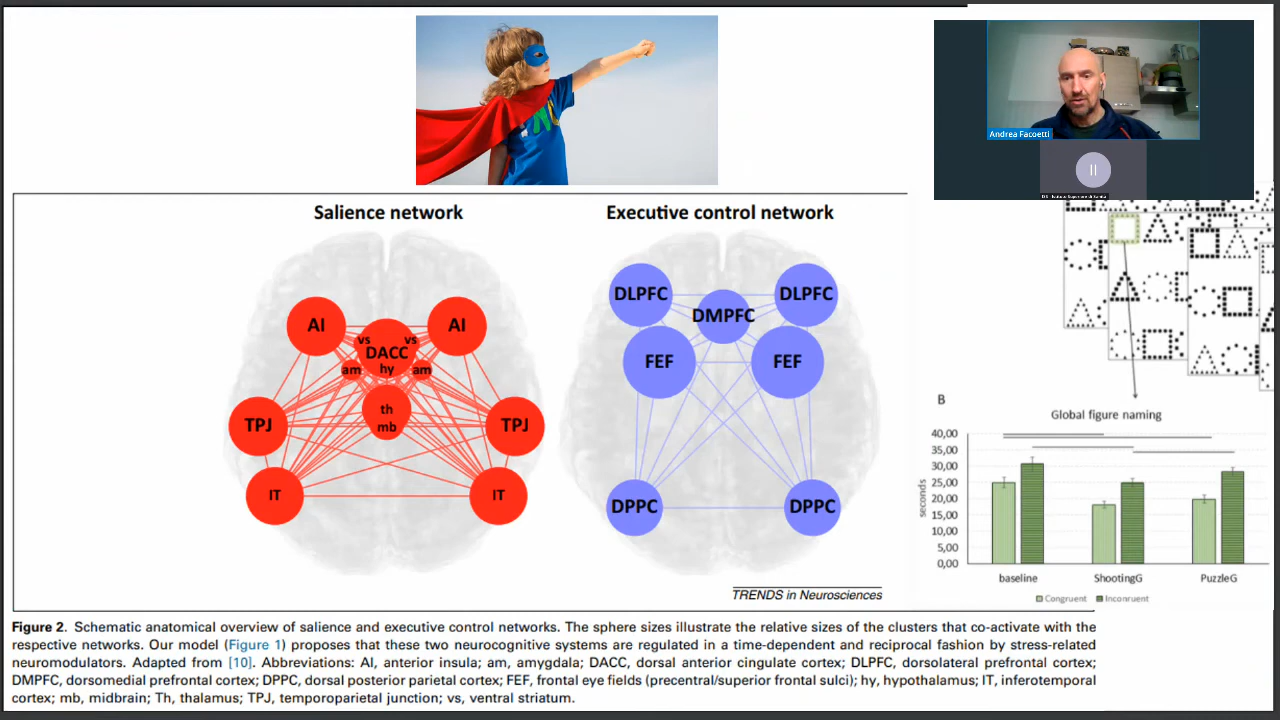 Andrea Facoetti
Salience network
Executive control network
AI
AI
vs
vs
DACC
am
hy
am
th
mb
TPJ
TPJ
IT
IT
DLPFC
DLPFC
DMPFC
FEF
FEF
DPPC
DPPC
TRENDS in Neurosciences
B
Global figure naming
40,00
35,00
30,00
25,00
20,00
15,00
10,00
5,00
0,00
seconds
baseline
ShootingG
PuzzleG
Congruent
Inconruent
Figure 2. Schematic anatomical overview of salience and executive control networks. The sphere sizes illustrate the relative sizes of the clusters that co-activate with the
respective networks. Our model (Figure 1) proposes that these two neurocognitive systems are regulated in a time-dependent and reciprocal fashion by stress-related
neuromodulators. Adapted from [10]. Abbreviations: AI, anterior insula; am, amygdala; DACC, dorsal anterior cingulate cortex; DLPFC, dorsolateral prefrontal cortex;
DMPFC, dorsomedial prefrontal cortex; DPPC, dorsal posterior parietal cortex; FEF, frontal eye fields (precentral/superior frontal sulci); hy, hypothalamus; IT, inferotemporal
cortex; mb, midbrain; Th, thalamus; TPJ, temporoparietal junction; vs, ventral striatum.